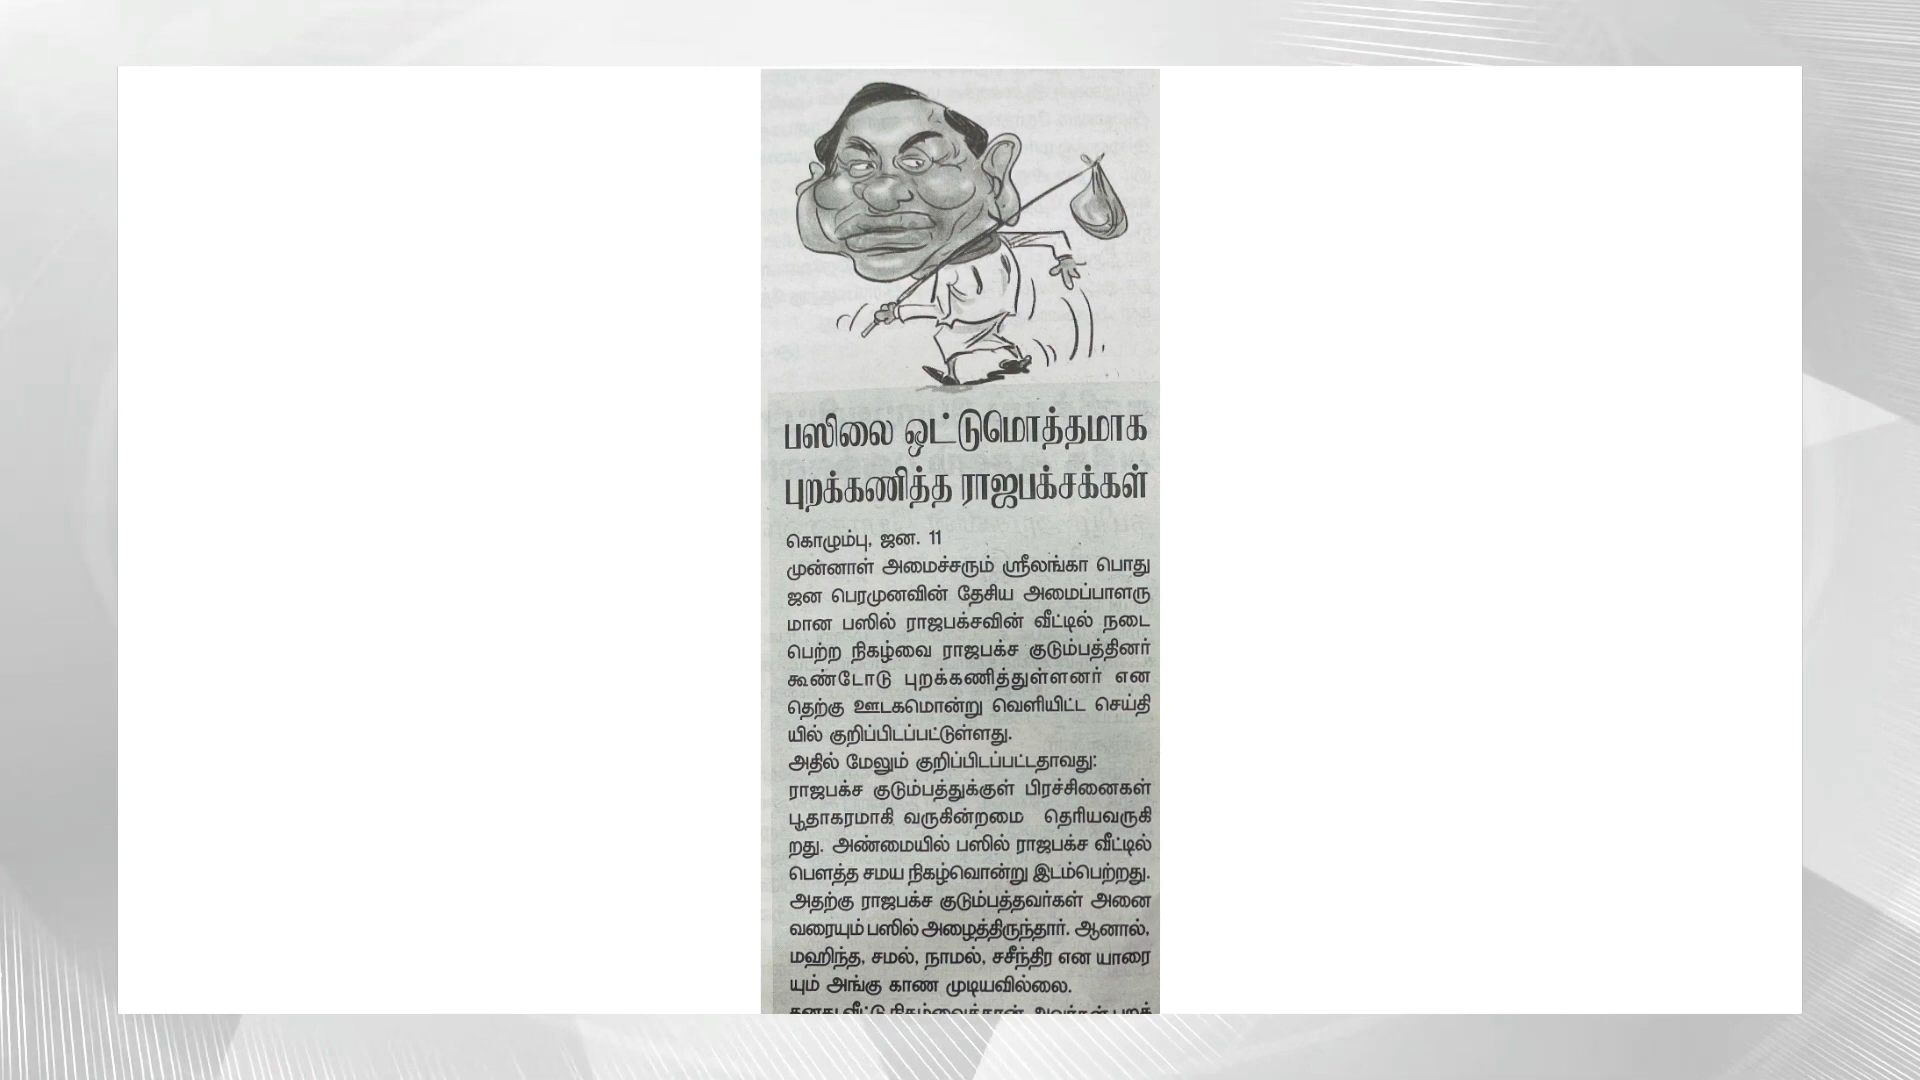 பஸிலை ஒட்டுமொத்தமாக
புறக்கணித்த ராஜபக்சக்கள்
கொழும்பு, ஜன. 11
முன்னாள் அமைச்சரும் ஸ்ரீலங்கா பொது
ஜன பெரமுனவின் தேசிய அமைப்பாளரு
மான பஸில் ராஜபக்சவின் வீட்டில் நடை
பெற்ற நிகழ்வை ராஜபக்ச குடும்பத்தினர்
கூண்டோடு புறக்கணித்துள்ளனர் என
தெற்கு ஊடகமொன்று வெளியிட்ட செய்தி
யில் குறிப்பிடப்பட்டுள்ளது.
அதில் மேலும் குறிப்பிடப்பட்டதாவது:
ராஜபக்ச குடும்பத்துக்குள் பிரச்சினைகள்
பூதாகரமாகி வருகின்றமை தெரியவருகி
றது. அண்மையில் பஸில் ராஜபக்ச வீட்டில்
பௌத்த சமய நிகழ்வொன்று இடம்பெற்றது.
அதற்கு ராஜபக்ச குடும்பத்தவர்கள் அனை
வரையும் பஸில் அழைத்திருந்தார். ஆனால்,
மஹிந்த, சமல், நாமல், சசீந்திர என யாரை
யும் அங்கு காண முடியவில்லை.